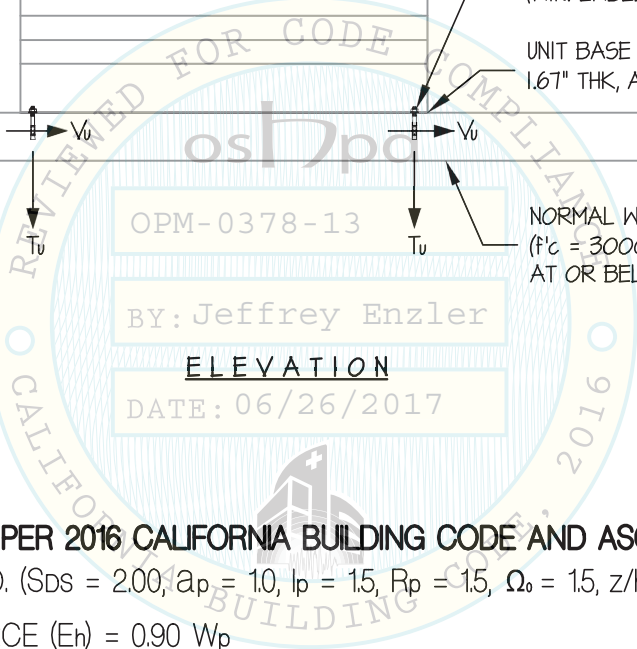 UNIT BASE
1.67" THK, A
Vu
Vu
Tu
Tu
NORMAL W
(f'c = 3000
AT OR BEL
REVIEWED FOR CODE COMPLIANCE
oshpd
OPM-0378-13
BY: Jeffrey Enzler
ELEVATION
DATE: 06/26/2017
CALIFORNIA BUILDING CODE, 2016
PER 2016 CALIFORNIA BUILDING CODE AND ASC
). (SDS = 2.00, ap = 1.0, Ip = 1.5, Rp = 1.5, Ω₀ = 1.5, z/h
CE (Eh) = 0.90 Wp